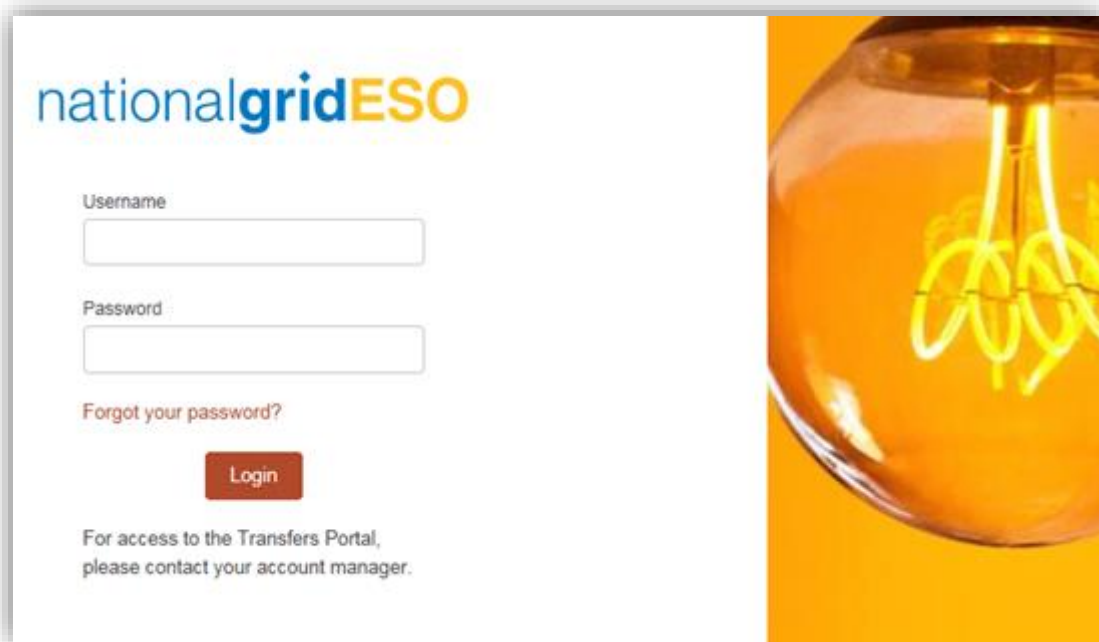 nationalgridESO
Username
Password
Forgot your password?
Login
For access to the Transfers Portal,
please contact your account manager.